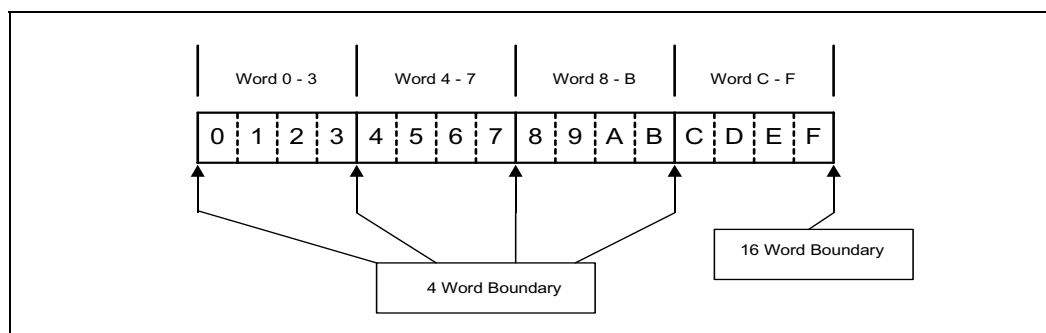 Word 0 - 3 Word 4 - 7 Word 8 - B Word C - F
0 1 2 3 4 5 6 7 8 9 A B C D E F
16 Word Boundary
4 Word Boundary